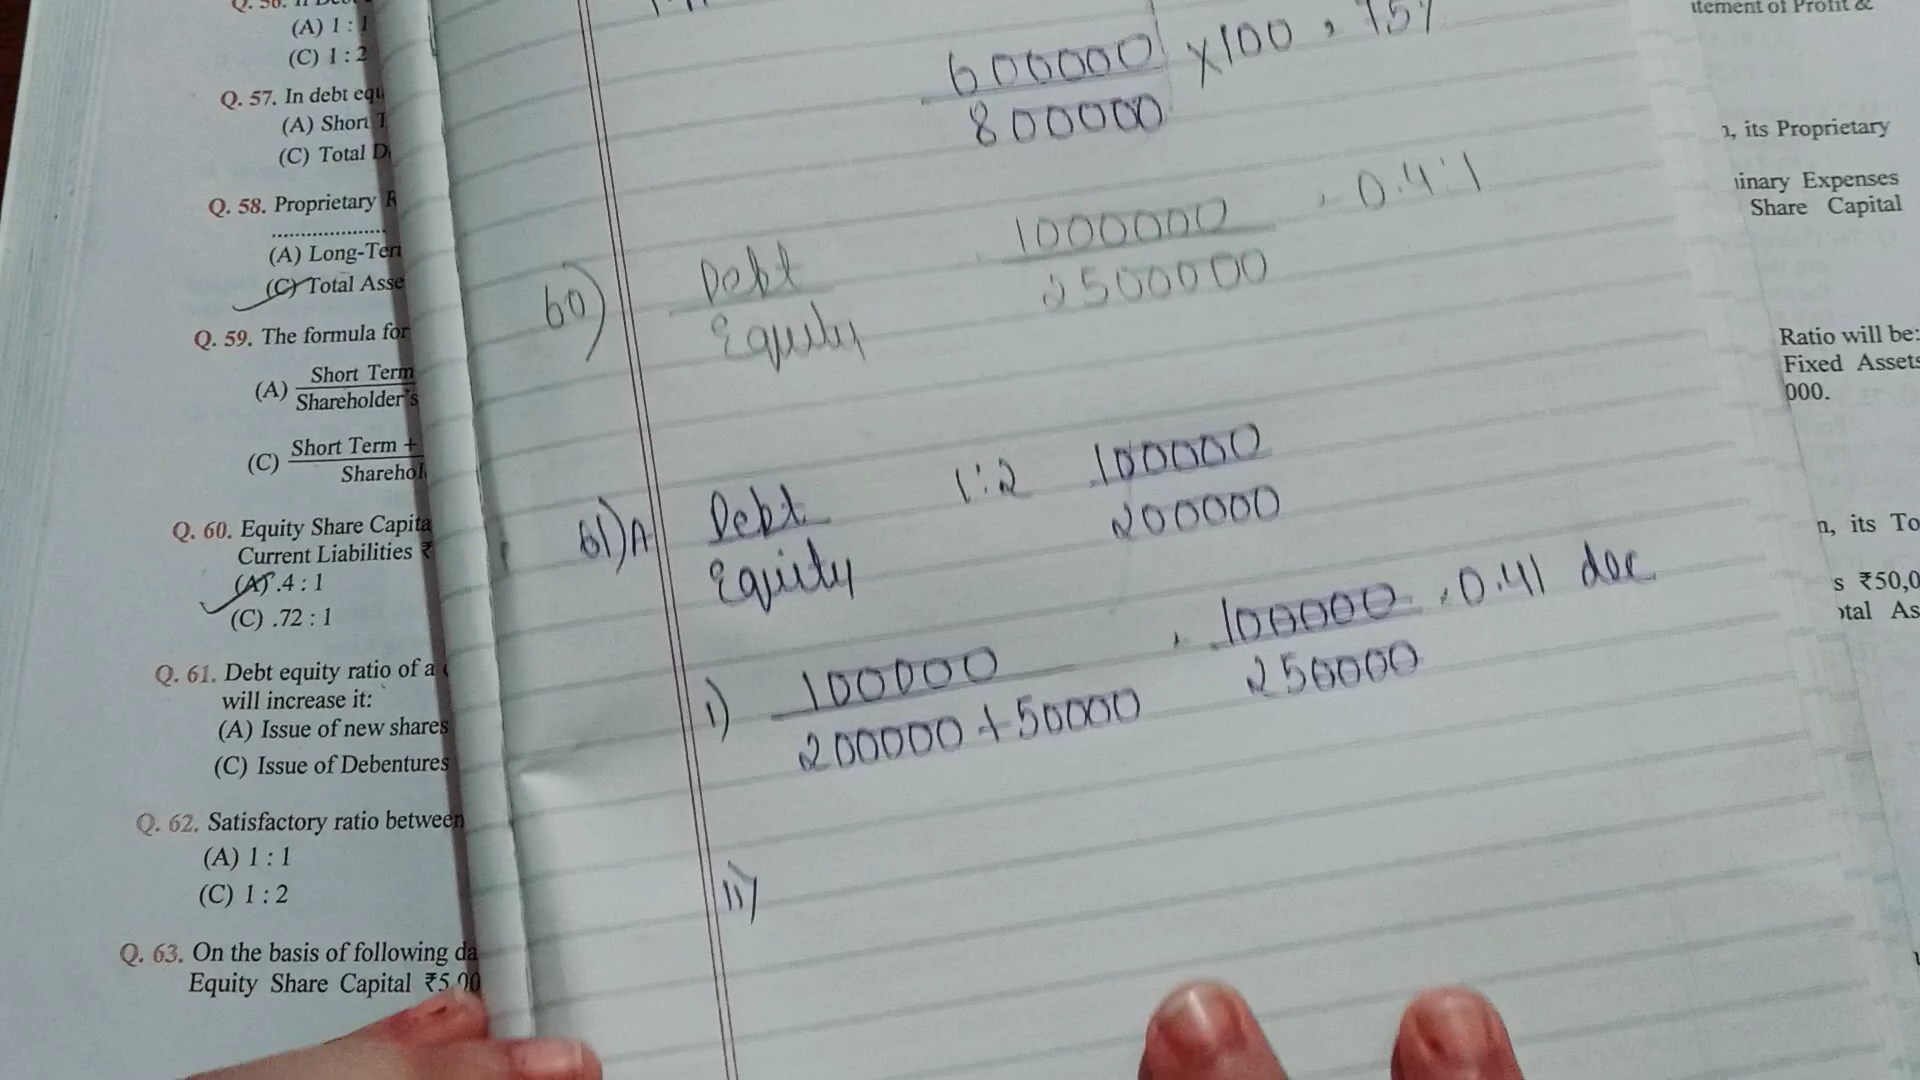 (A) 1 : 1
(C) 1 : 2
Q. 57. In debt equ
(A) Short T
(C) Total D
Q. 58. Proprietary R
....................
(A) Long-Ter
(C) Total Asse
Q. 59. The formula for
(A) Short Term
Shareholder's
(C) Short Term +
Sharehol
Q. 60. Equity Share Capita
Current Liabilities ₹
(A) .4 : 1
(C) .72 : 1
Q. 61. Debt equity ratio of a
will increase it:
(A) Issue of new shares
(C) Issue of Debentures
Q. 62. Satisfactory ratio between
(A) 1 : 1
(C) 1 : 2
Q. 63. On the basis of following da
Equity Share Capital ₹5,00
600000 x100 , 75%
800000
60) Debt 1000000 , 0.4:1
Equity 2500000
61) A Debt 1:2 100000
Equity 200000
i) 100000 , 100000 , 0.41 dec
200000 + 50000 250000
ii)
tement of Profit &
, its Proprietary
inary Expenses
Share Capital
Ratio will be:
Fixed Assets
000.
n, its To
s ₹50,0
otal As